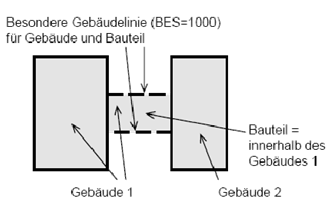 Besondere Gebäudelinie (BES=1000)
für Gebäude und Bauteil
Bauteil =
innerhalb des
Gebäudes 1
Gebäude 1
Gebäude 2